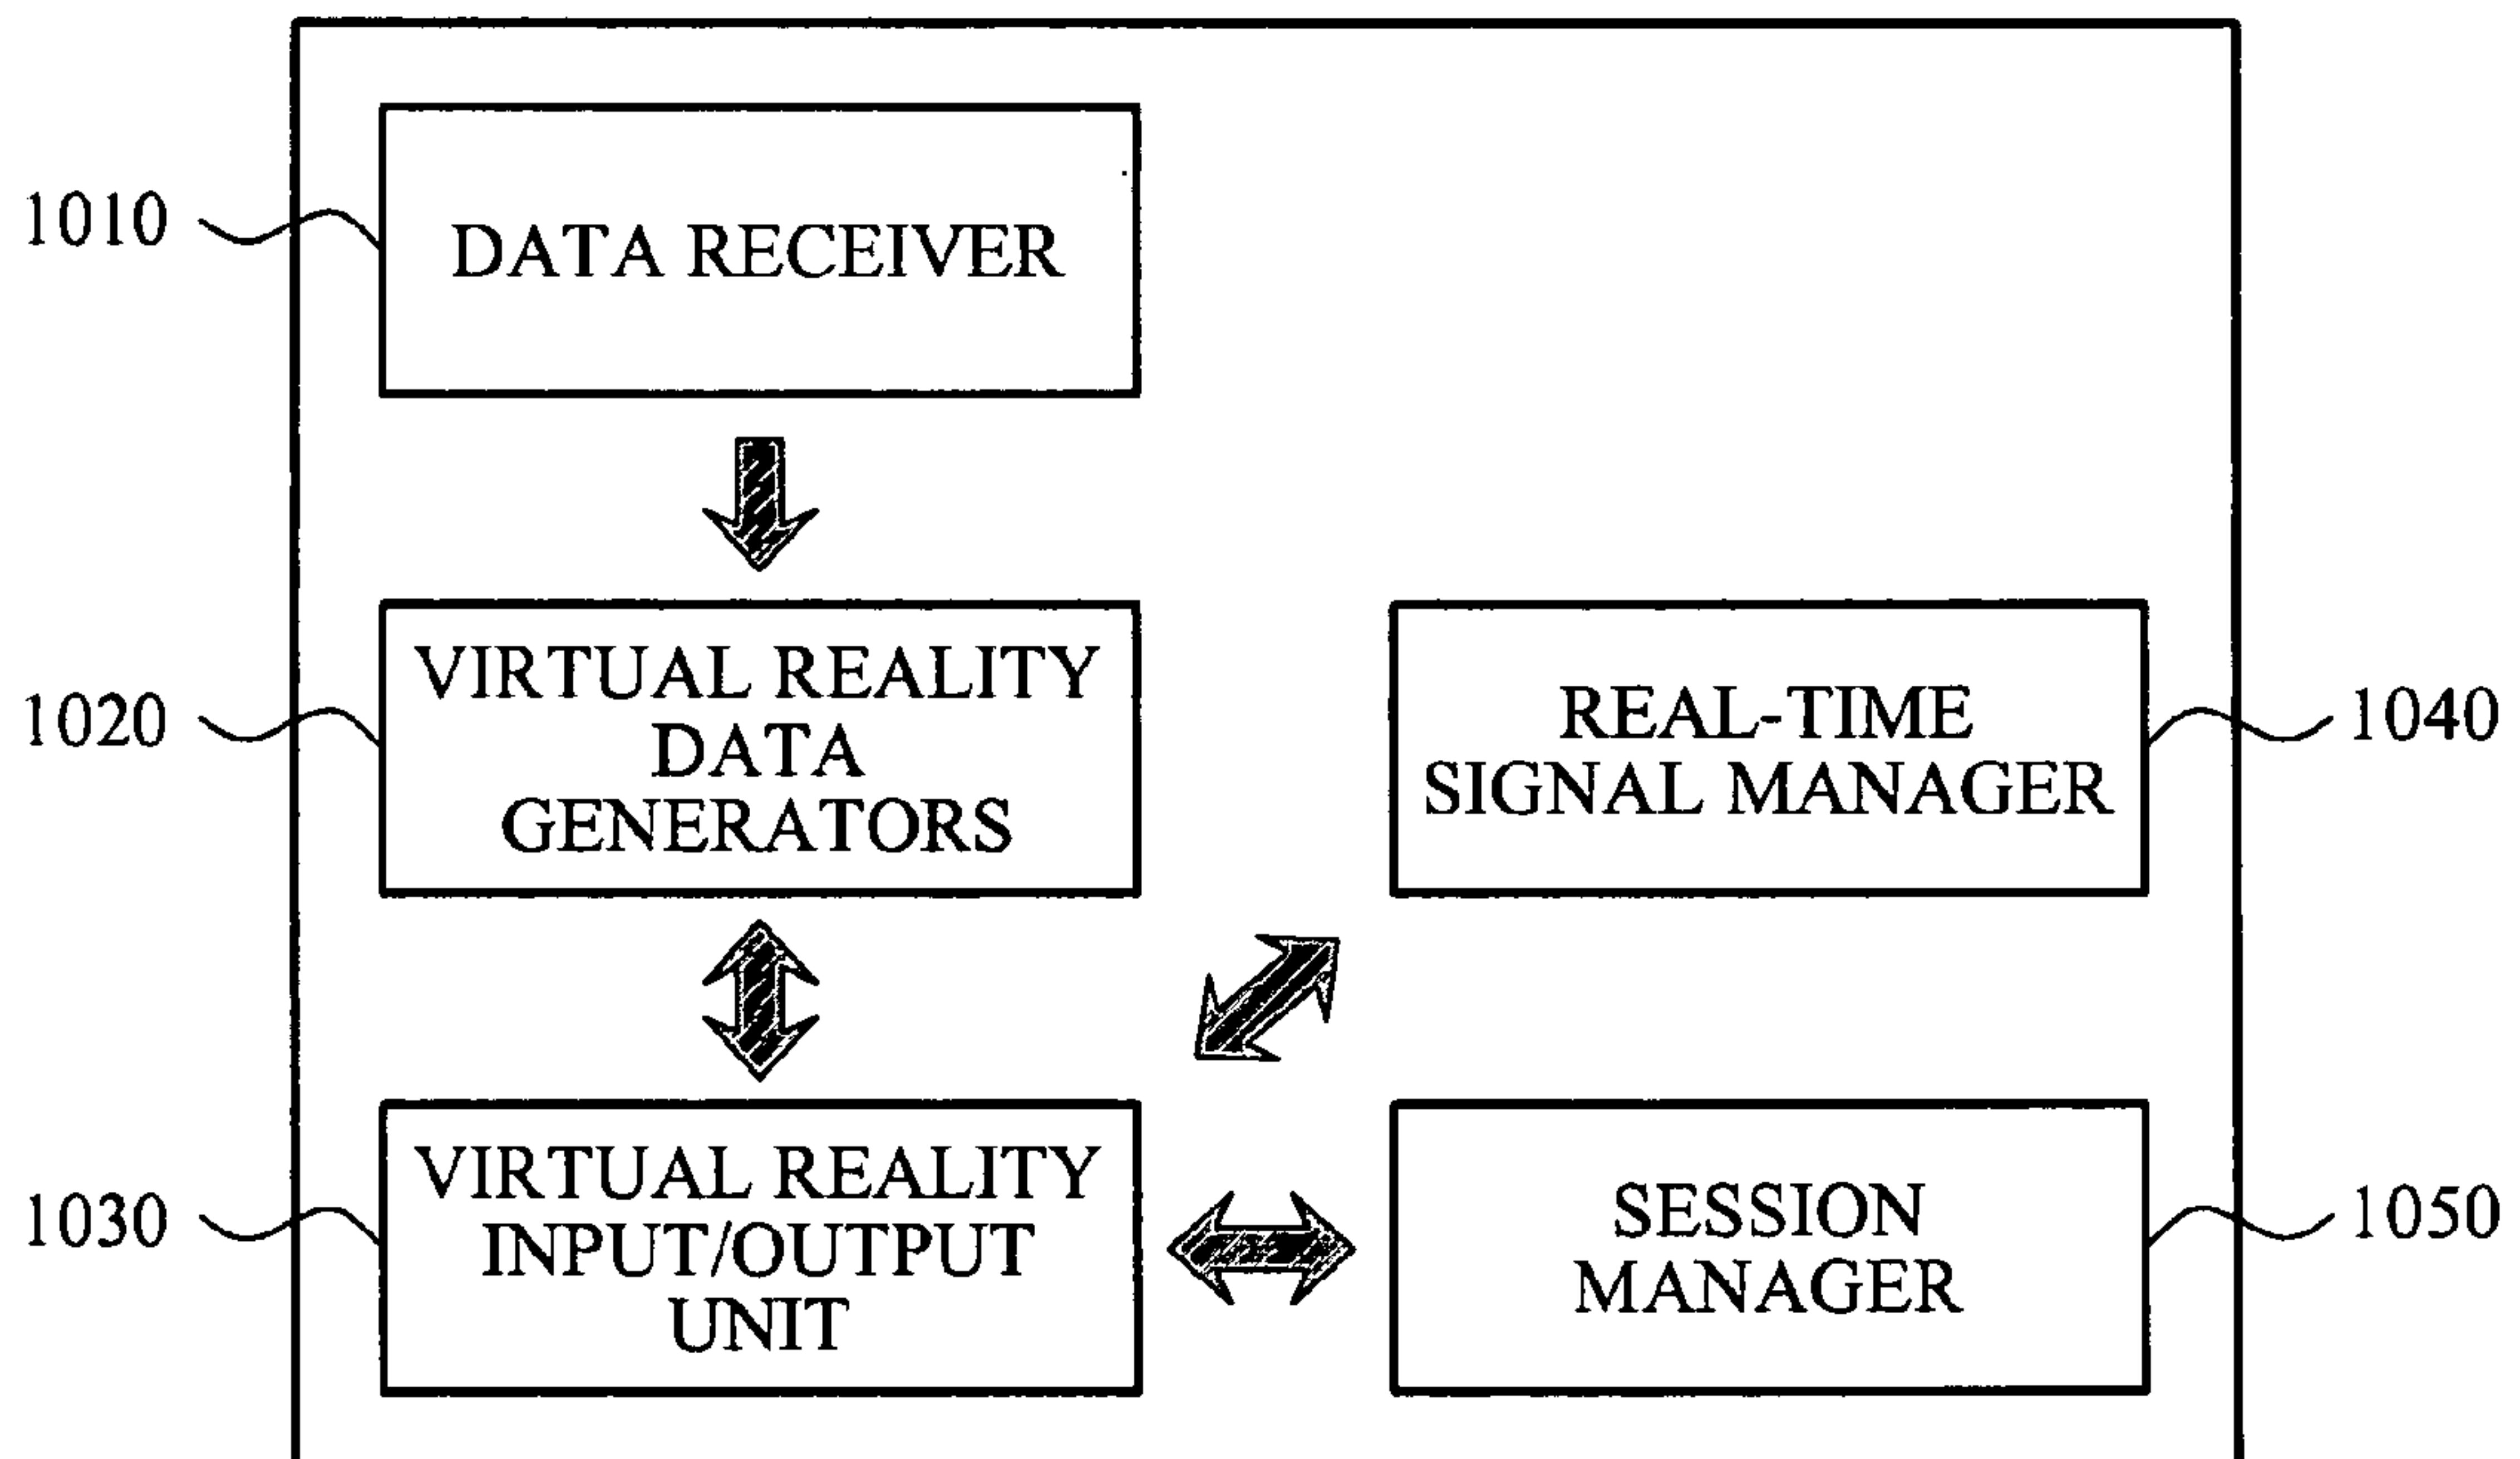 1010
DATA RECEIVER
1020
VIRTUAL REALITY
DATA
GENERATORS
REAL-TIME
SIGNAL MANAGER
1040
1030
VIRTUAL REALITY
INPUT/OUTPUT
UNIT
SESSION
MANAGER
1050